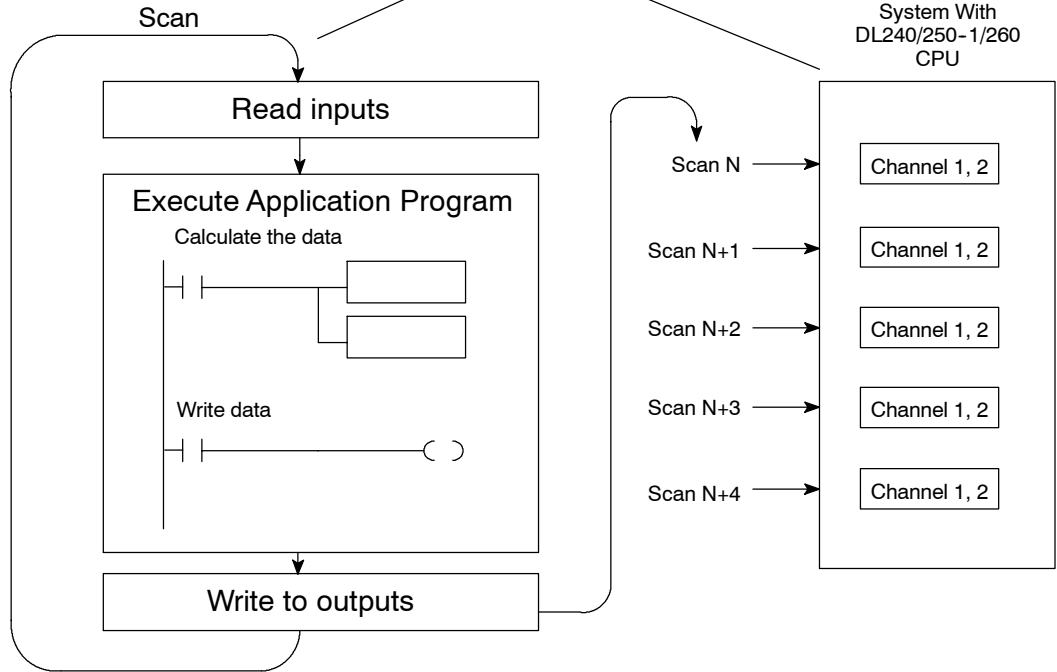 Scan
Read inputs
Execute Application Program
Calculate the data
Write data
Write to outputs
System With
DL240/250-1/260
CPU
Scan N
Channel 1, 2
Scan N+1
Channel 1, 2
Scan N+2
Channel 1, 2
Scan N+3
Channel 1, 2
Scan N+4
Channel 1, 2